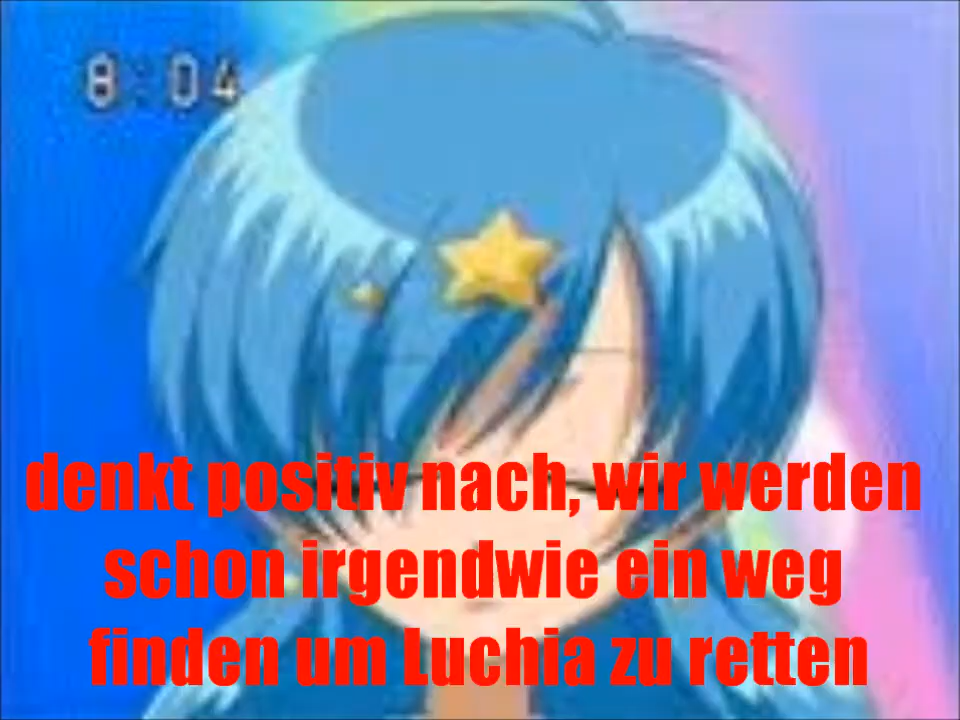 8:04
denkt positiv nach, wir werden
schon irgendwie ein weg
finden um Luchia zu retten